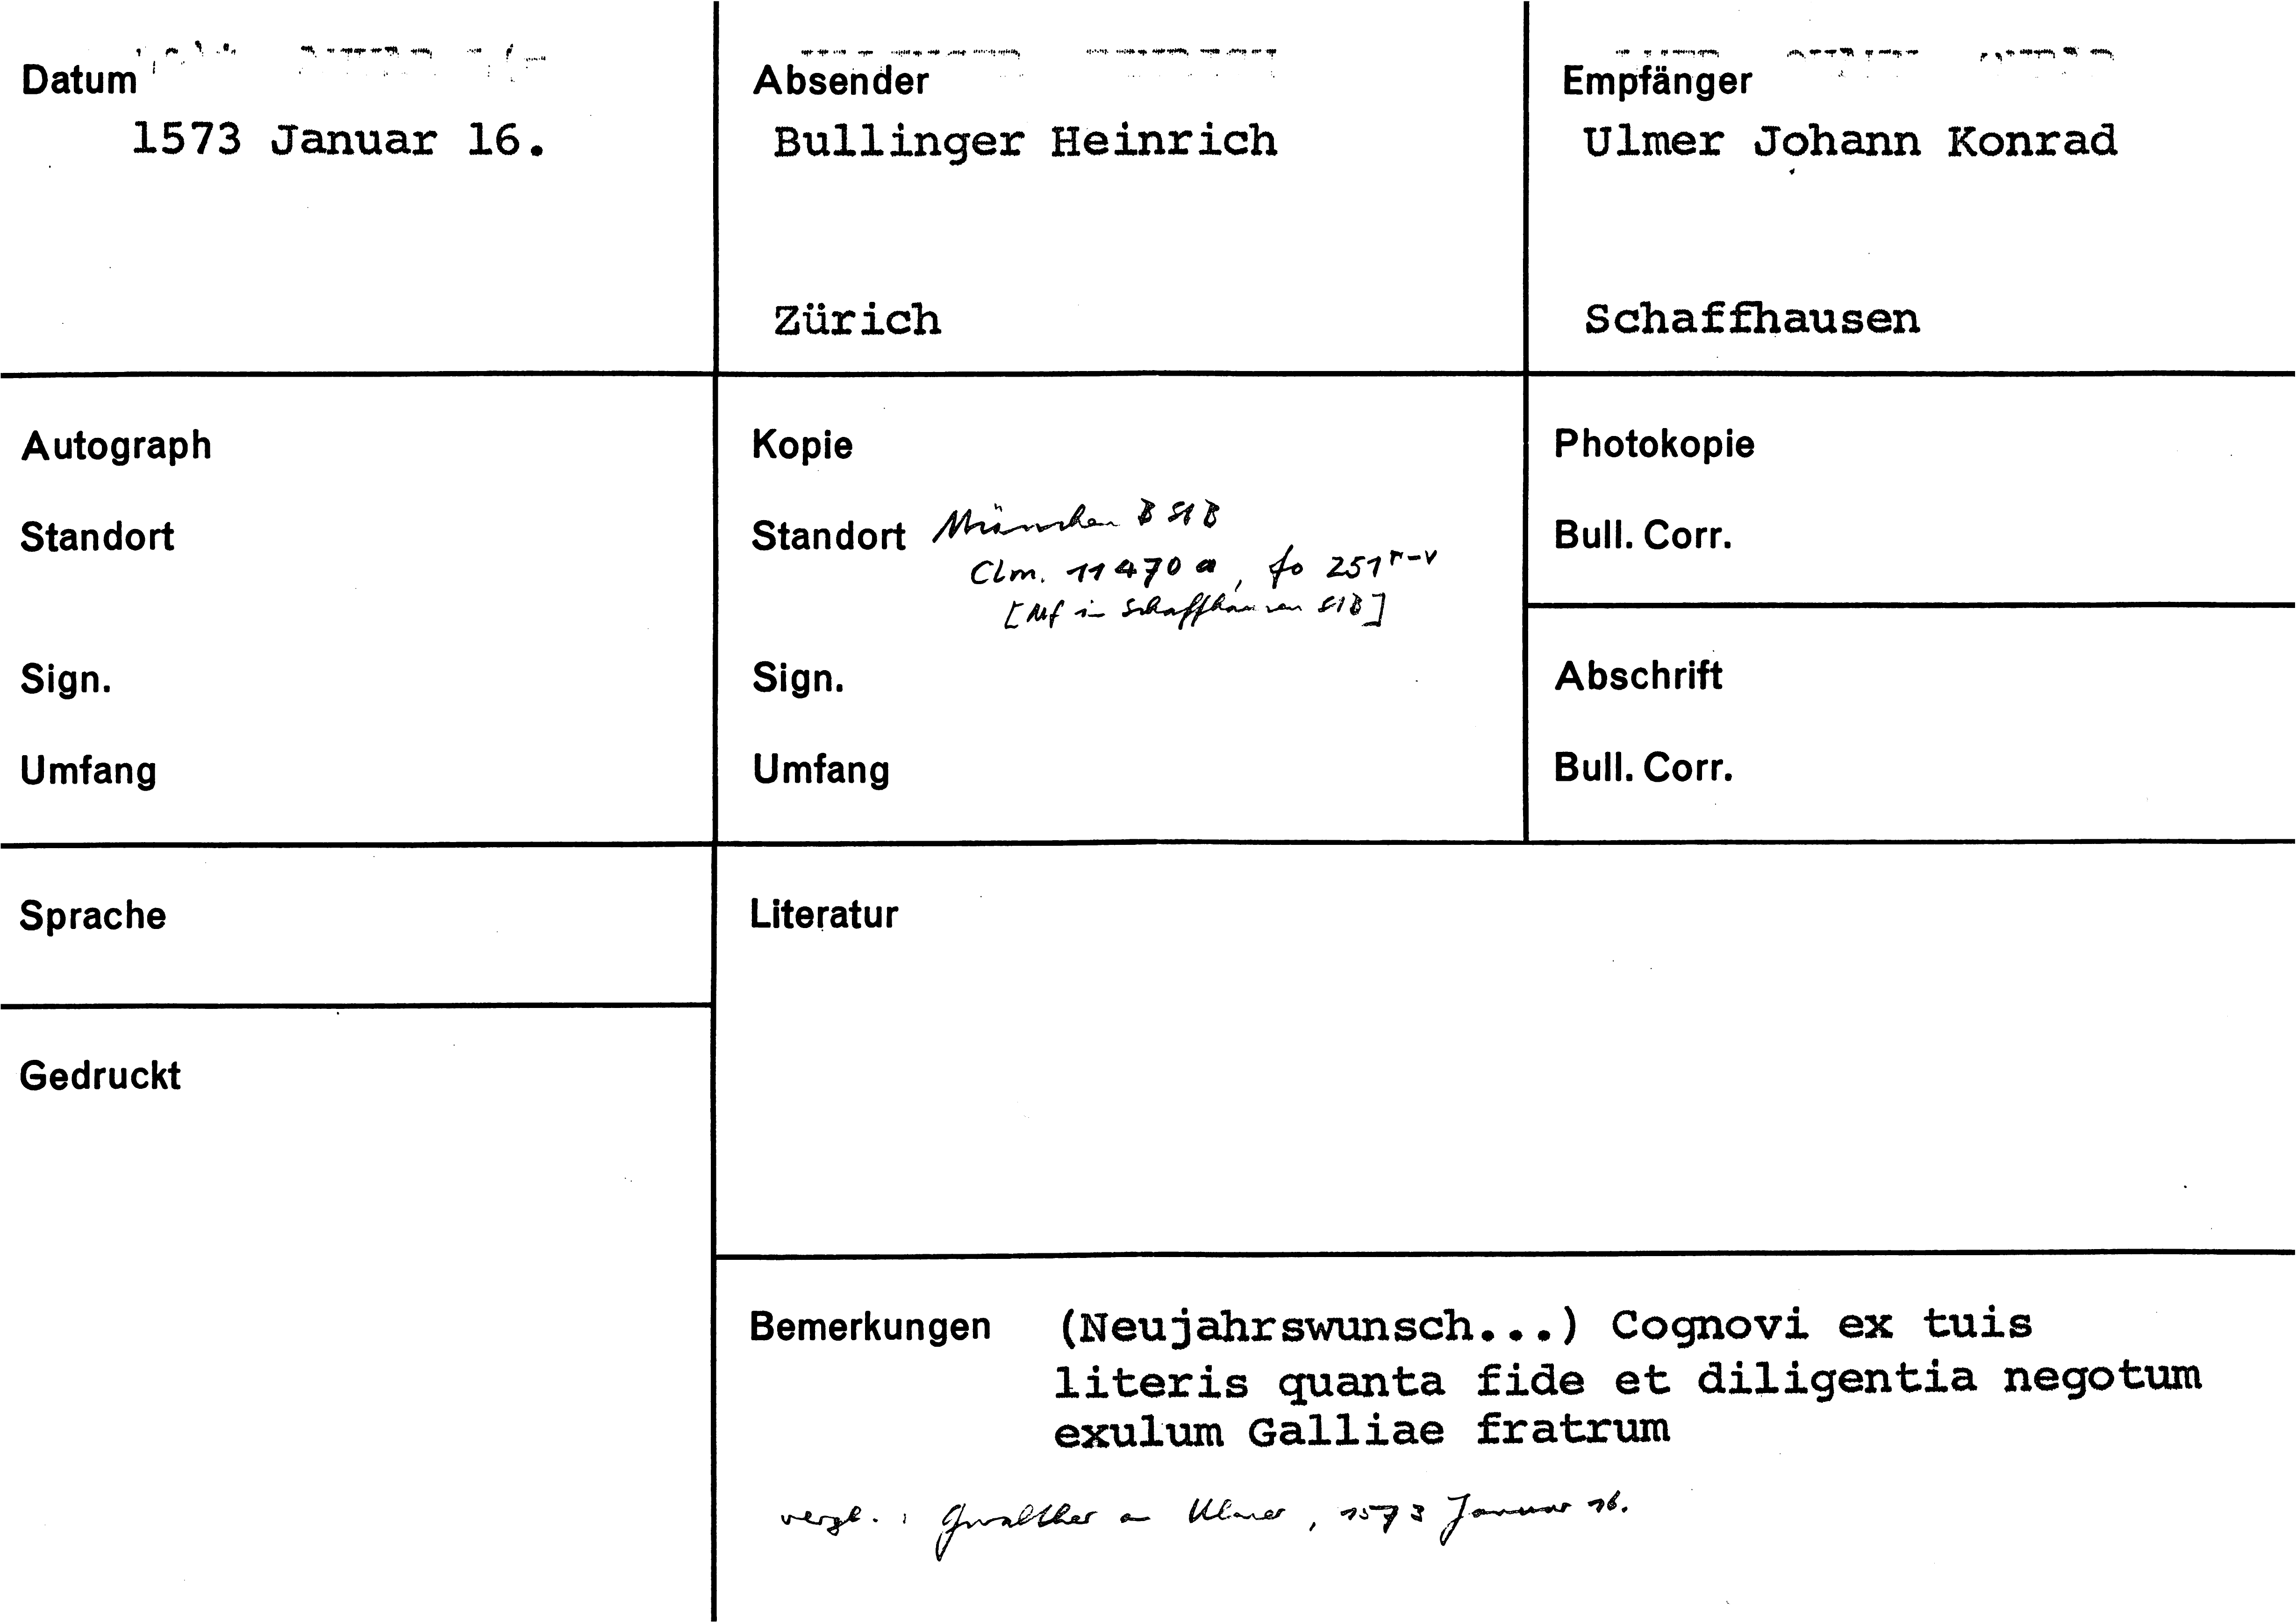 Datum
1573 Januar 16.
Absender
Bullinger Heinrich
Zürich
Empfänger
Ulmer Johann Konrad
Schaffhausen
Autograph
Standort
Sign.
Umfang
Kopie
Standort München BStB
Clm. 11470 a, fo 251r-v
[Mf in Schaffhausen StB]
Sign.
Umfang
Photokopie
Bull. Corr.
Abschrift
Bull. Corr.
Sprache
Gedruckt
Literatur
Bemerkungen (Neujahrswunsch...) Cognovi ex tuis
literis quanta fide et diligentia negotum
exulum Galliae fratrum
vergl.: Gwalther an Ulmer, 1573 Januar 16.